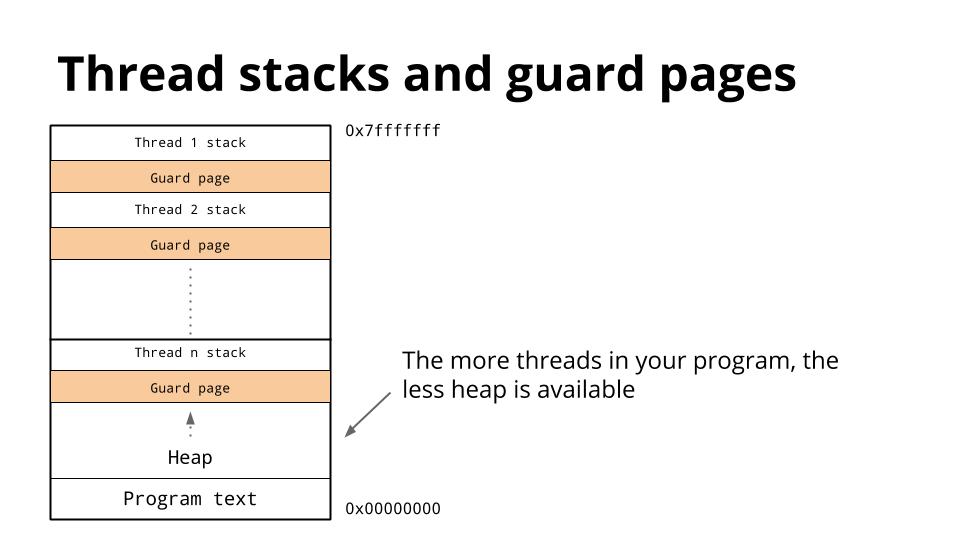 Thread stacks and guard pages
0x7fffffff
Thread 1 stack
Guard page
Thread 2 stack
Guard page
Thread n stack
Guard page
The more threads in your program, the
less heap is available
Heap
Program text
0x00000000